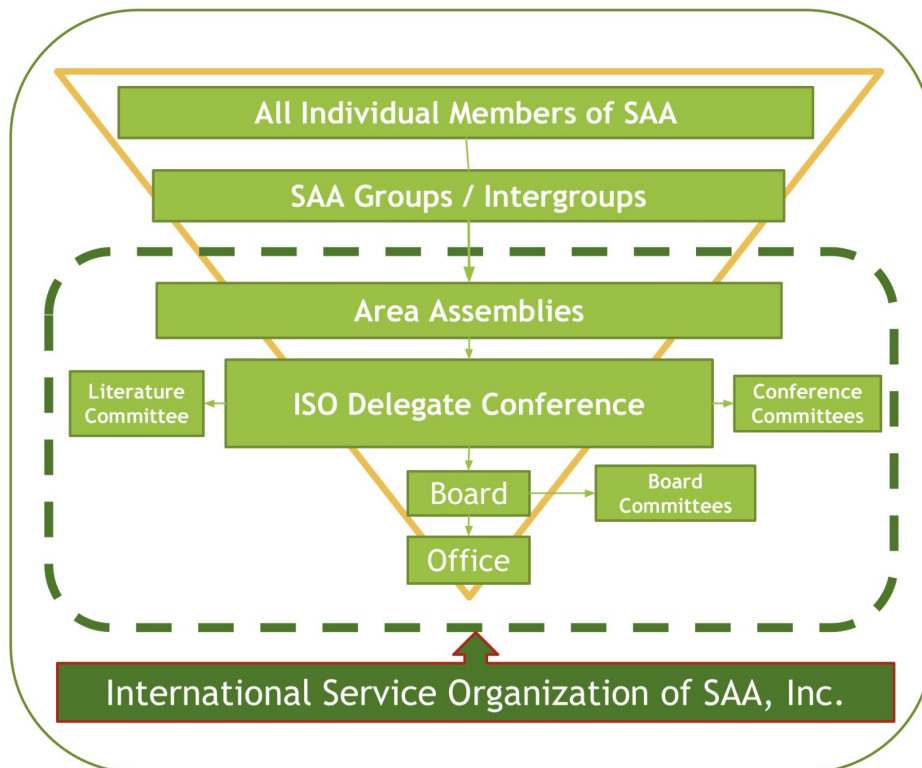 All Individual Members of SAA
SAA Groups / Intergroups
Area Assemblies
Literature
Committee
ISO Delegate Conference
Conference
Committees
Board
Board
Committees
Office
International Service Organization of SAA, Inc.